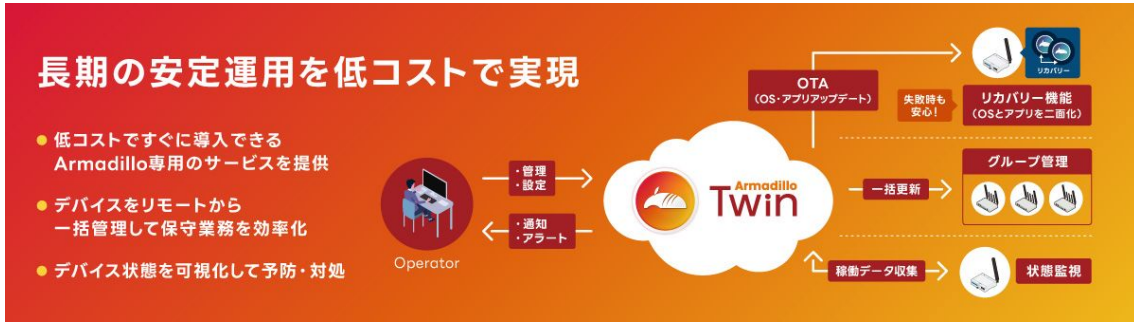 長期の安定運用を低コストで実現
低コストですぐに導入できる
Armadillo専用のサービスを提供
デバイスをリモートから
一括管理して保守業務を効率化
デバイス状態を可視化して予防・対処
Operator
・管理
・設定
・通知
・アラート
Armadillo
Twin
OTA
(OS・アプリアップデート)
失敗時も
安心!
リカバリー
リカバリー機能
(OSとアプリを二面化)
一括更新
グループ管理
稼働データ収集
状態監視